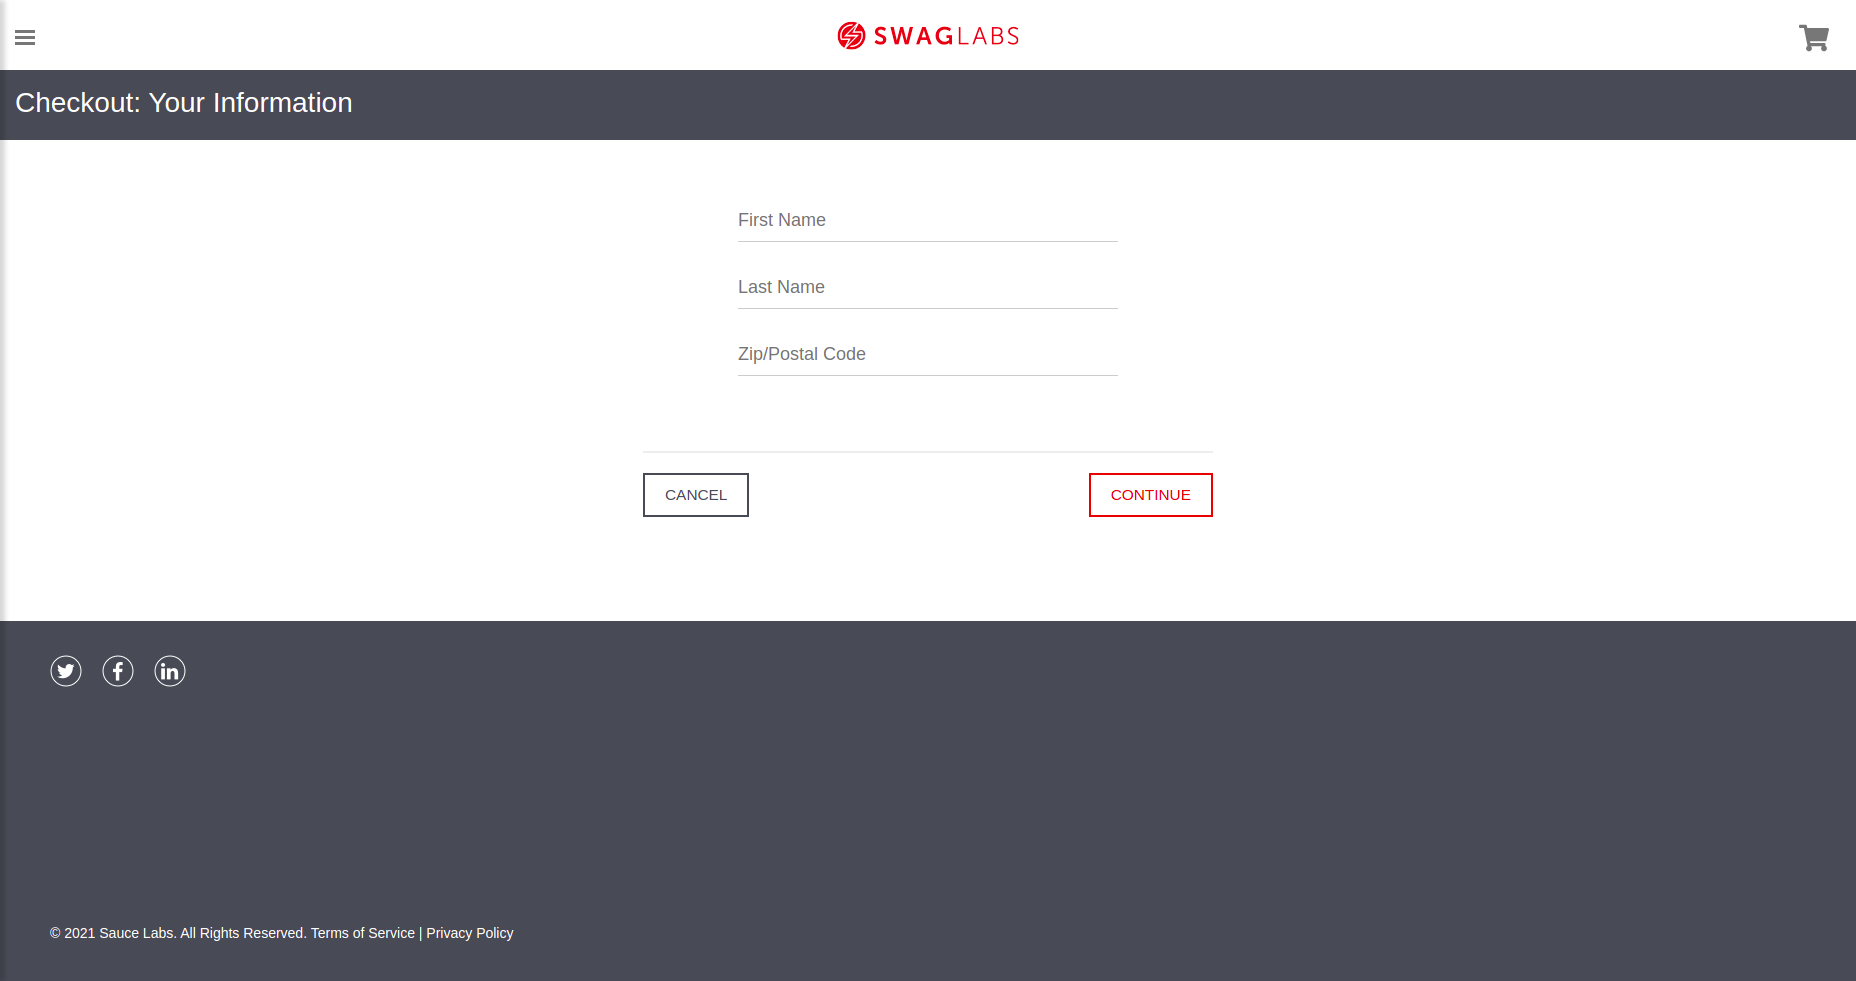 SWAGLABS
Checkout: Your Information
First Name
Last Name
Zip/Postal Code
CANCEL
CONTINUE
© 2021 Sauce Labs. All Rights Reserved. Terms of Service | Privacy Policy